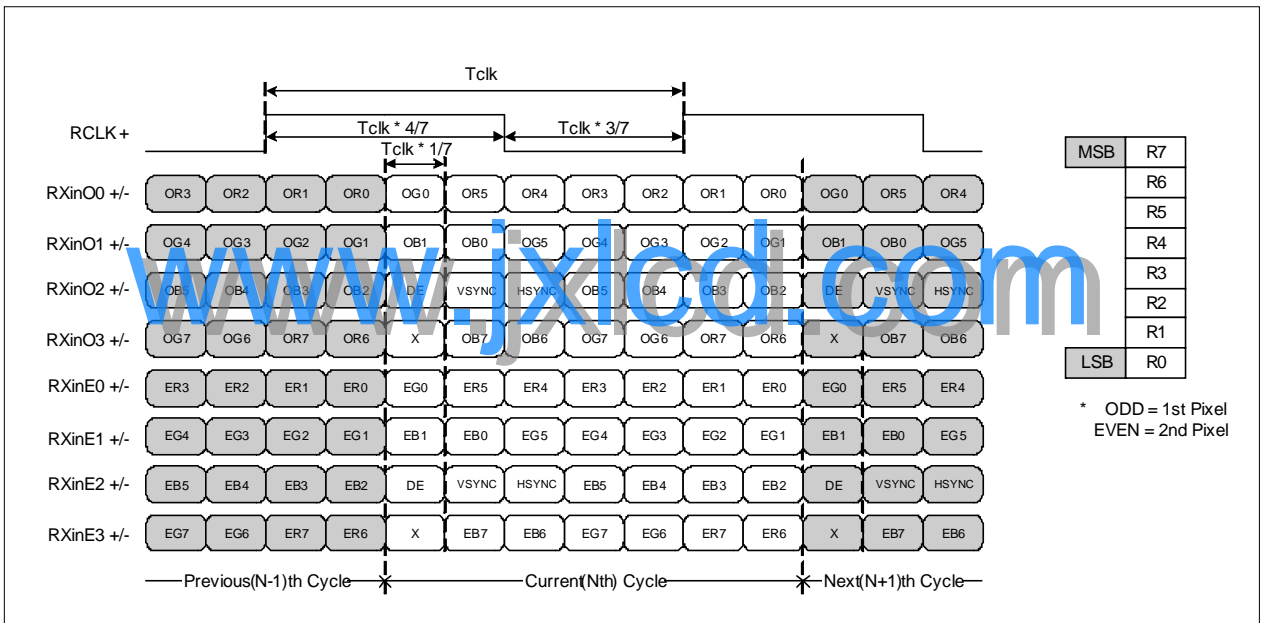 Tclk
RCLK +
Tclk * 4/7
Tclk * 3/7
Tclk * 1/7
RXinO0 +/- OR3 OR2 OR1 OR0 OG0 OR5 OR4 OR3 OR2 OR1 OR0 OG0 OR5 OR4
RXinO1 +/- OG4 OG3 OG2 OG1 OB1 OB0 OG5 OG4 OG3 OG2 OG1 OB1 OB0 OG5
RXinO2 +/- OB5 OB4 OB3 OB2 DE VSYNC HSYNC OB5 OB4 OB3 OB2 DE VSYNC HSYNC
RXinO3 +/- OG7 OG6 OR7 OR6 X OB7 OB6 OG7 OG6 OR7 OR6 X OB7 OB6
RXinE0 +/- ER3 ER2 ER1 ER0 EG0 ER5 ER4 ER3 ER2 ER1 ER0 EG0 ER5 ER4
RXinE1 +/- EG4 EG3 EG2 EG1 EB1 EB0 EG5 EG4 EG3 EG2 EG1 EB1 EB0 EG5
RXinE2 +/- EB5 EB4 EB3 EB2 DE VSYNC HSYNC EB5 EB4 EB3 EB2 DE VSYNC HSYNC
RXinE3 +/- EG7 EG6 ER7 ER6 X EB7 EB6 EG7 EG6 ER7 ER6 X EB7 EB6
Previous(N-1)th Cycle Current(Nth) Cycle Next(N+1)th Cycle
MSB R7
R6
R5
R4
R3
R2
R1
LSB R0
* ODD = 1st Pixel
EVEN = 2nd Pixel
www.jxlcd.com